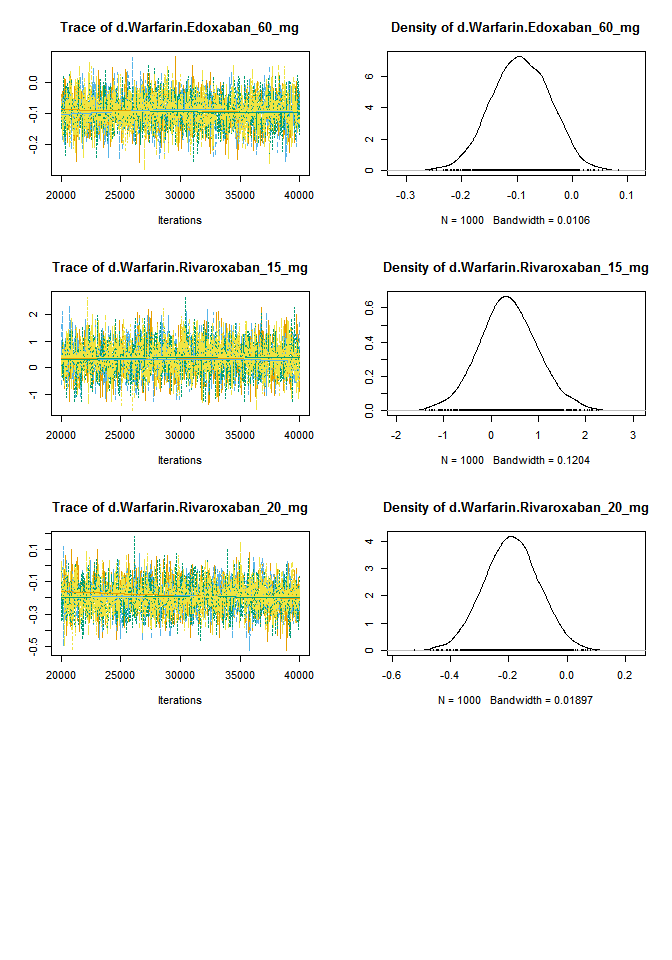 Trace of d.Warfarin.Edoxaban_60_mg
Density of d.Warfarin.Edoxaban_60_mg
0.0
-0.1
-0.2
20000 25000 30000 35000 40000
Iterations
6
4
2
0
-0.3 -0.2 -0.1 0.0 0.1
N = 1000 Bandwidth = 0.0106
Trace of d.Warfarin.Rivaroxaban_15_mg
Density of d.Warfarin.Rivaroxaban_15_mg
2
1
0
-1
20000 25000 30000 35000 40000
Iterations
0.6
0.4
0.2
0.0
-2 -1 0 1 2 3
N = 1000 Bandwidth = 0.1204
Trace of d.Warfarin.Rivaroxaban_20_mg
Density of d.Warfarin.Rivaroxaban_20_mg
0.1
-0.1
-0.3
-0.5
20000 25000 30000 35000 40000
Iterations
4
3
2
1
0
-0.6 -0.4 -0.2 0.0 0.2
N = 1000 Bandwidth = 0.01897